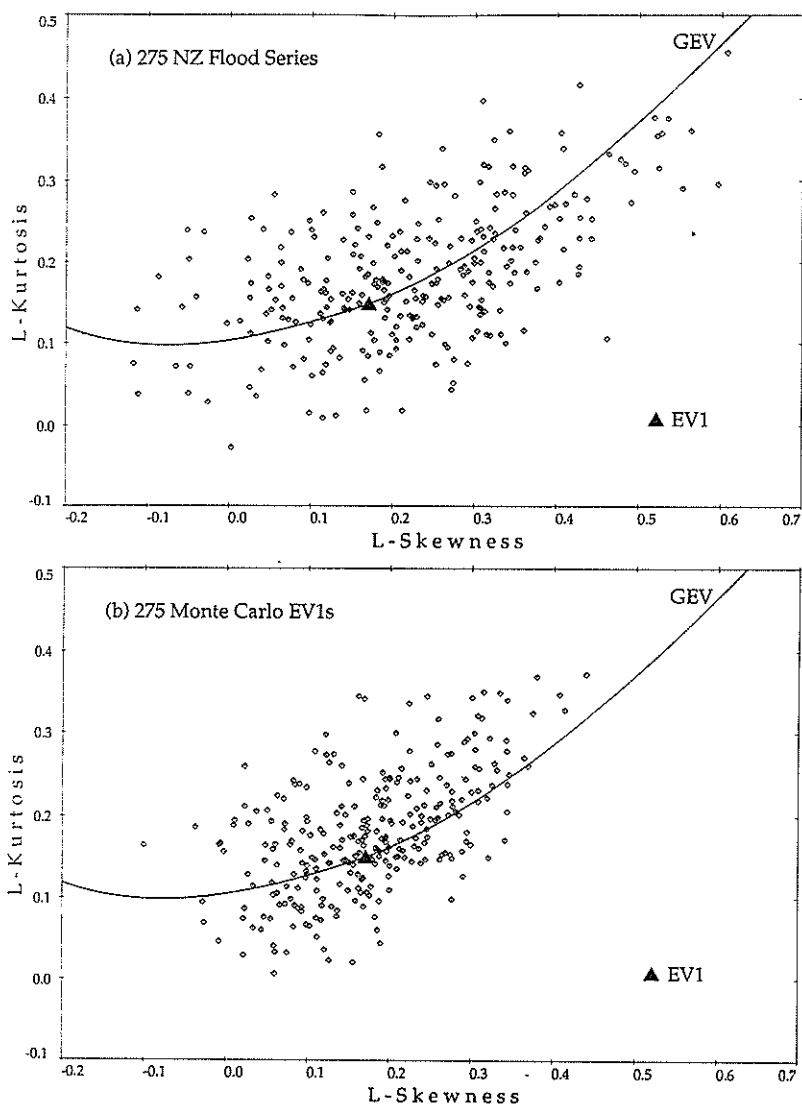 0.5
(a) 275 NZ Flood Series
GEV
0.4
0.3
0.2
0.1
0.0
-0.1
L-Kurtosis
EV1
-0.2 -0.1 0.0 0.1 0.2 0.3 0.4 0.5 0.6 0.7
L-Skewness
0.5
(b) 275 Monte Carlo EV1s
GEV
0.4
0.3
0.2
0.1
0.0
-0.1
L-Kurtosis
EV1
-0.2 -0.1 0.0 0.1 0.2 0.3 0.4 0.5 0.6 0.7
L-Skewness